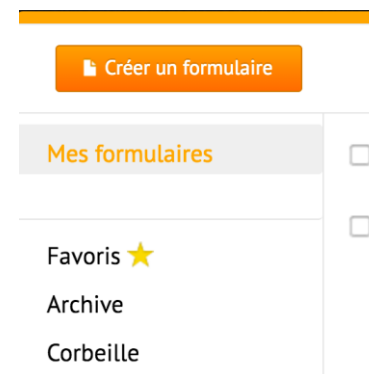 Créer un formulaire
Mes formulaires
Favoris
Archive
Corbeille